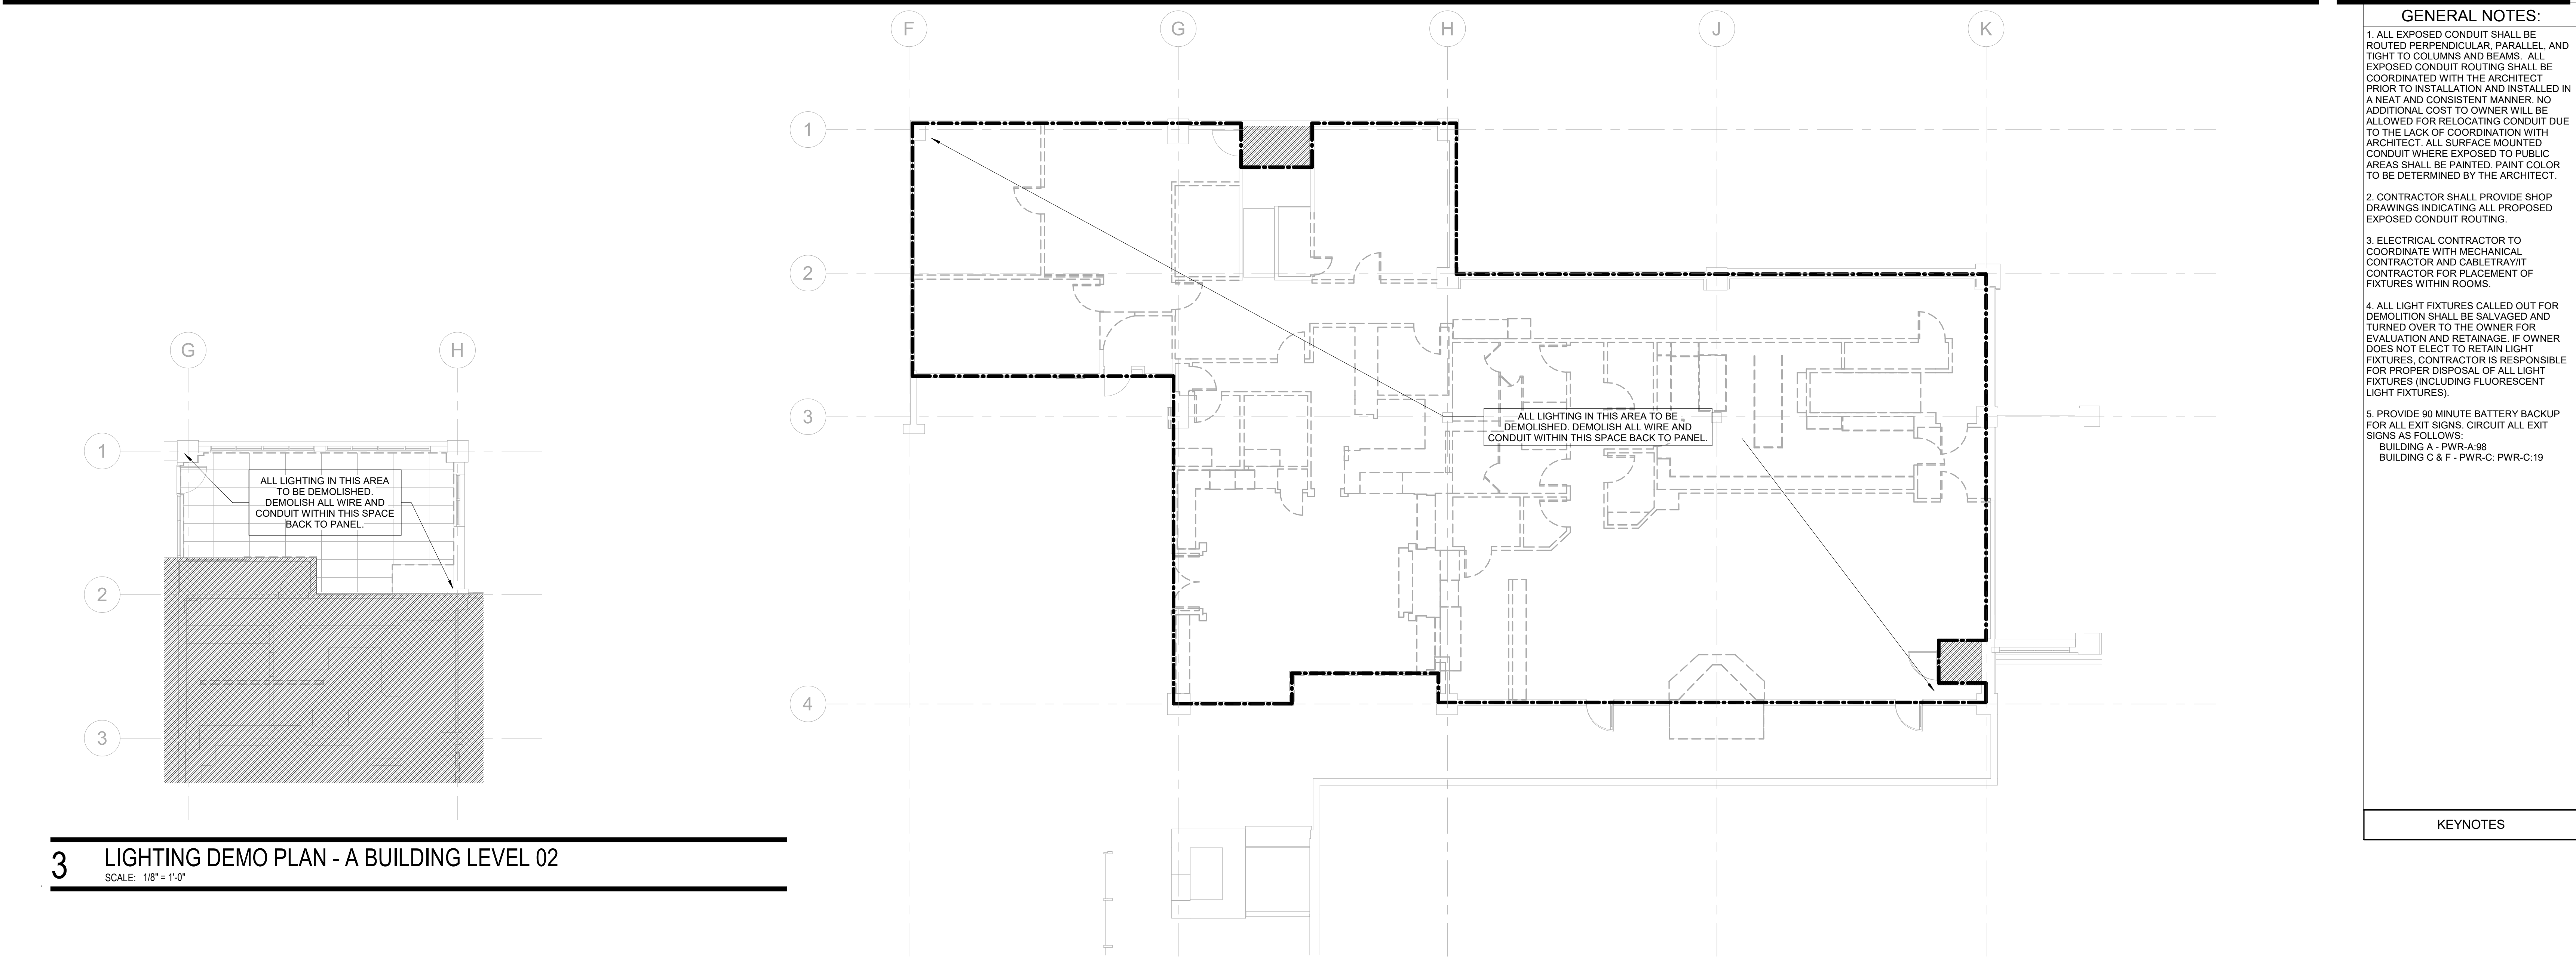 F
G
H
J
K
1
2
3
4
ALL LIGHTING IN THIS AREA TO BE
DEMOLISHED. DEMOLISH ALL WIRE AND
CONDUIT WITHIN THIS SPACE BACK TO PANEL.
G
H
1
2
3
ALL LIGHTING IN THIS AREA
TO BE DEMOLISHED.
DEMOLISH ALL WIRE AND
CONDUIT WITHIN THIS SPACE
BACK TO PANEL.
3
LIGHTING DEMO PLAN - A BUILDING LEVEL 02
SCALE: 1/8" = 1'-0"
GENERAL NOTES:
1. ALL EXPOSED CONDUIT SHALL BE
ROUTED PERPENDICULAR, PARALLEL, AND
TIGHT TO COLUMNS AND BEAMS. ALL
EXPOSED CONDUIT ROUTING SHALL BE
COORDINATED WITH THE ARCHITECT
PRIOR TO INSTALLATION AND INSTALLED IN
A NEAT AND CONSISTENT MANNER. NO
ADDITIONAL COST TO OWNER WILL BE
ALLOWED FOR RELOCATING CONDUIT DUE
TO THE LACK OF COORDINATION WITH
ARCHITECT. ALL SURFACE MOUNTED
CONDUIT WHERE EXPOSED TO PUBLIC
AREAS SHALL BE PAINTED. PAINT COLOR
TO BE DETERMINED BY THE ARCHITECT.
2. CONTRACTOR SHALL PROVIDE SHOP
DRAWINGS INDICATING ALL PROPOSED
EXPOSED CONDUIT ROUTING.
3. ELECTRICAL CONTRACTOR TO
COORDINATE WITH MECHANICAL
CONTRACTOR AND CABLETRAY/IT
CONTRACTOR FOR PLACEMENT OF
FIXTURES WITHIN ROOMS.
4. ALL LIGHT FIXTURES CALLED OUT FOR
DEMOLITION SHALL BE SALVAGED AND
TURNED OVER TO THE OWNER FOR
EVALUATION AND RETAINAGE. IF OWNER
DOES NOT ELECT TO RETAIN LIGHT
FIXTURES, CONTRACTOR IS RESPONSIBLE
FOR PROPER DISPOSAL OF ALL LIGHT
FIXTURES (INCLUDING FLUORESCENT
LIGHT FIXTURES).
5. PROVIDE 90 MINUTE BATTERY BACKUP
FOR ALL EXIT SIGNS. CIRCUIT ALL EXIT
SIGNS AS FOLLOWS:
BUILDING A - PWR-A:98
BUILDING C & F - PWR-C: PWR-C:19
KEYNOTES